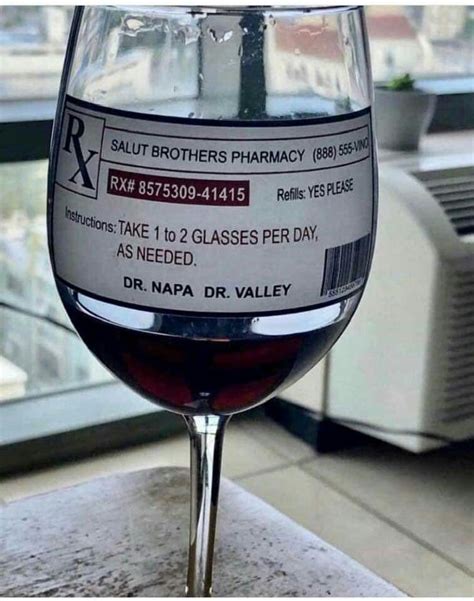 RX
SALUT BROTHERS PHARMACY (888) 555-VINO
RX# 8575309-41415
Refills: YES PLEASE
Instructions: TAKE 1 to 2 GLASSES PER DAY,
AS NEEDED.
DR. NAPA DR. VALLEY